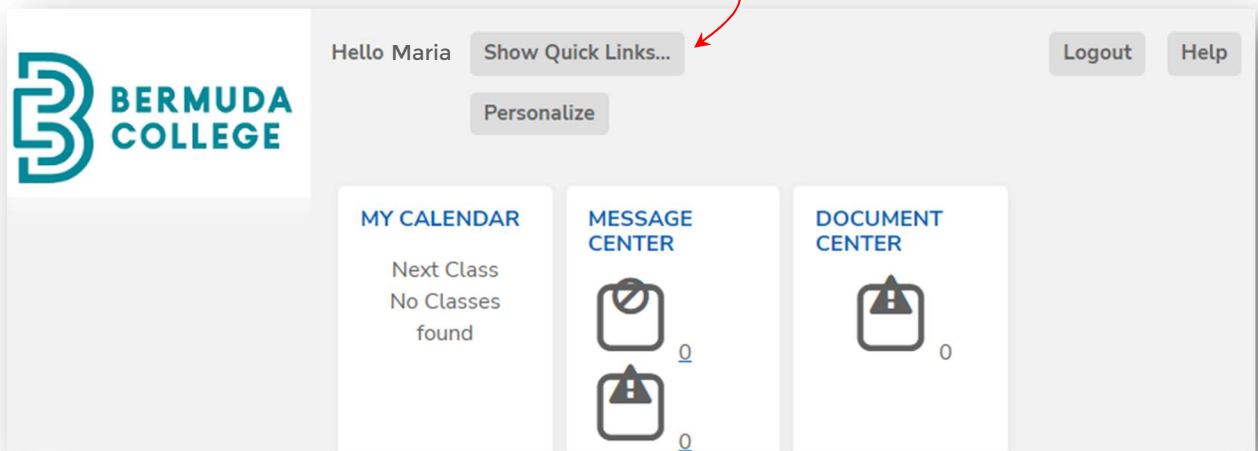 BERMUDA
COLLEGE
Hello Maria
Show Quick Links...
Logout
Help
Personalize
MY CALENDAR
Next Class
No Classes
found
MESSAGE
CENTER
0
0
DOCUMENT
CENTER
0